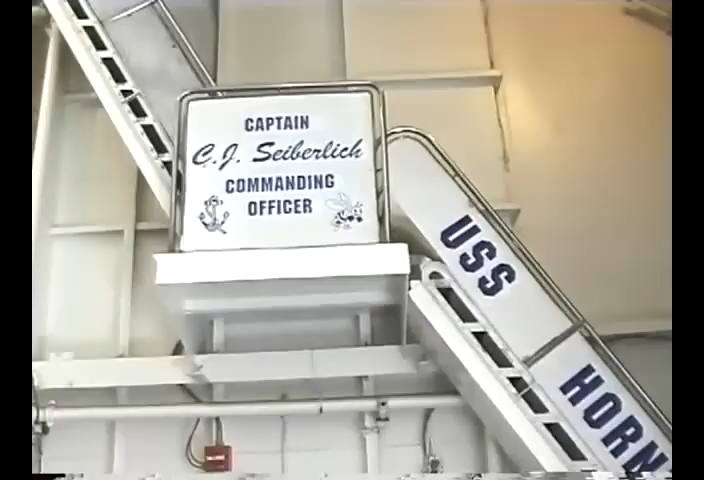 CAPTAIN
C.J. Seiberlich
COMMANDING
OFFICER
USS
HORN